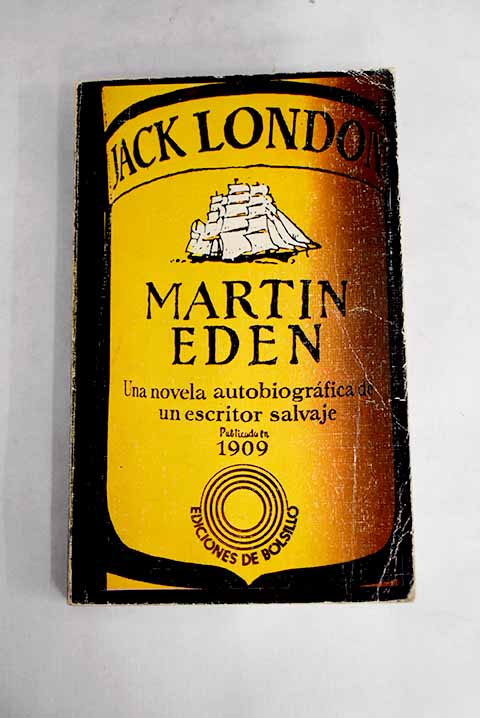 JACK LONDON
MARTIN
EDEN
Una novela autobiográfica de
un escritor salvaje
Publicada en
1909
EDICIONES DE BOLSILLO